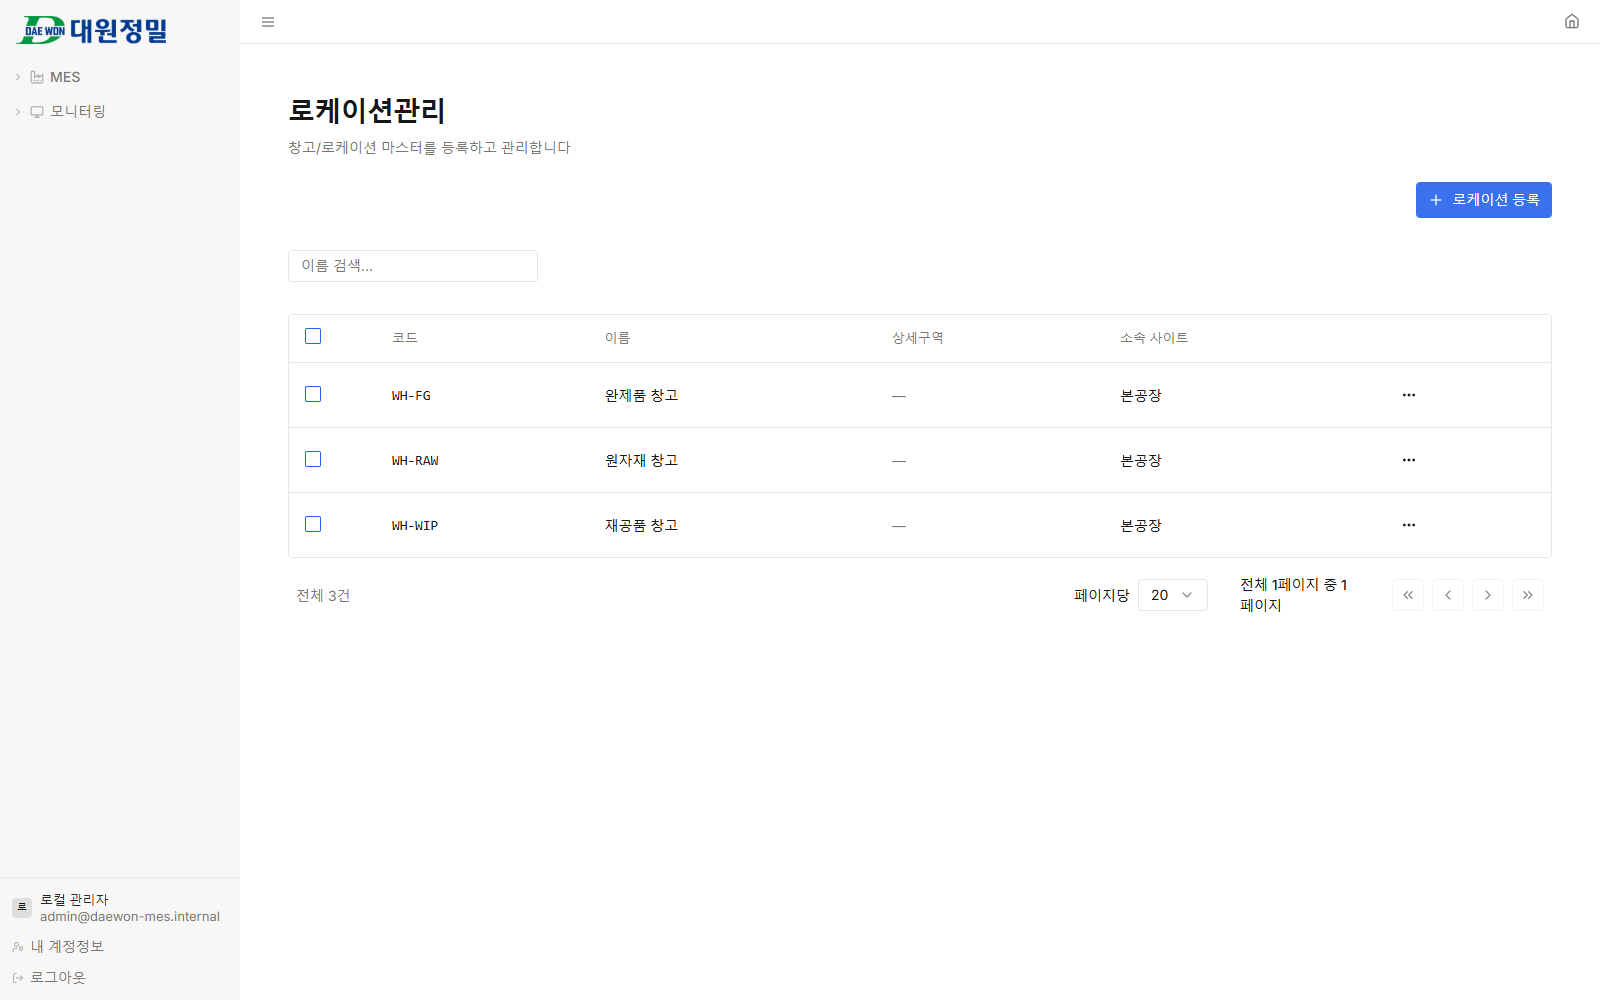 DAE WON 대원정밀
MES
모니터링
로케이션관리
창고/로케이션 마스터를 등록하고 관리합니다
로케이션 등록
이름 검색...
코드 이름 상세구역 소속 사이트
WH-FG 완제품 창고 — 본공장 ···
WH-RAW 원자재 창고 — 본공장 ···
WH-WIP 재공품 창고 — 본공장 ···
전체 3건 페이지당 20 전체 1페이지 중 1
페이지
로 로컬 관리자
admin@daewon-mes.internal
내 계정정보
로그아웃